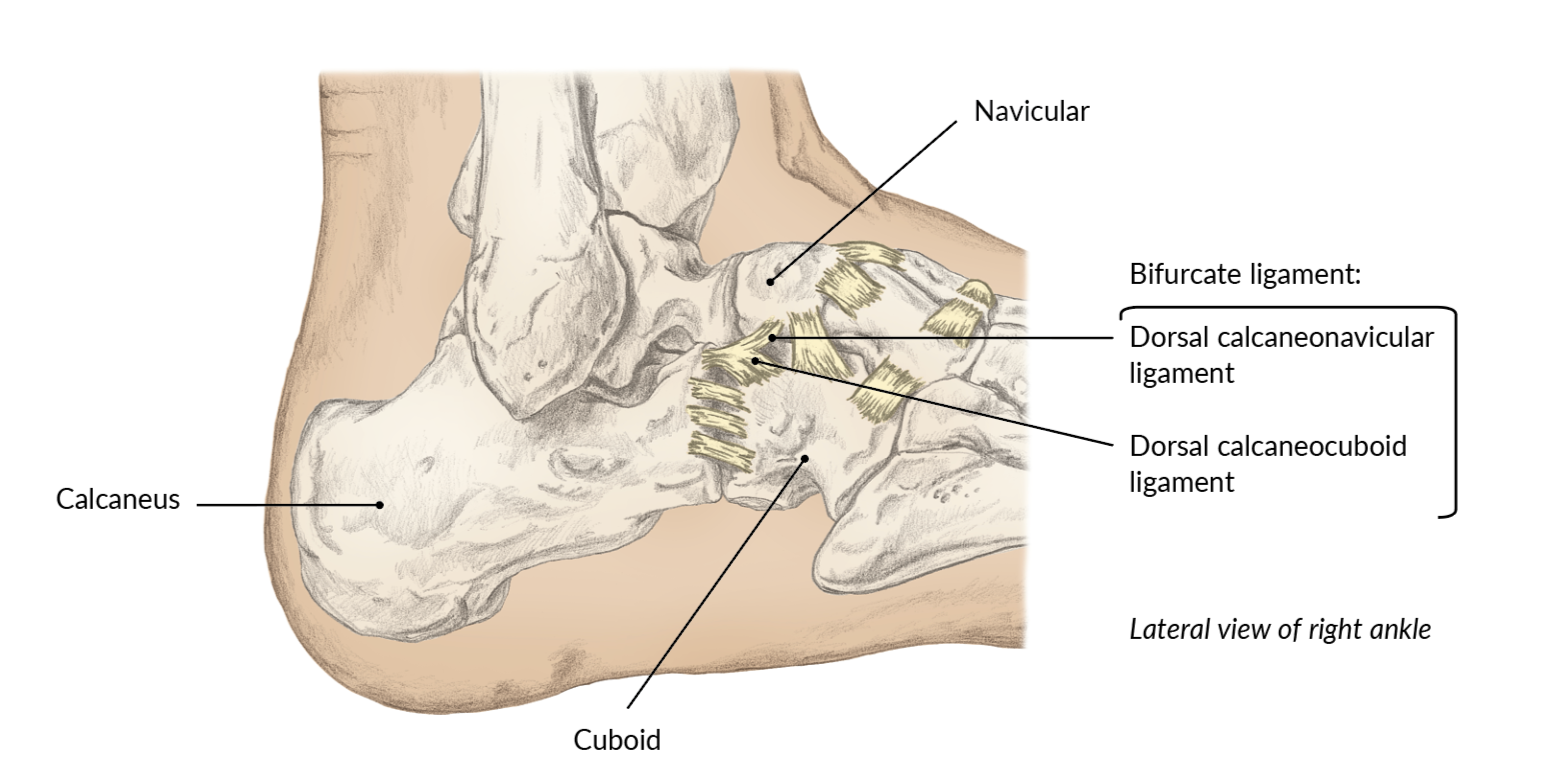 Navicular
Bifurcate ligament:
Dorsal calcaneonavicular
ligament
Dorsal calcaneocuboid
ligament
Calcaneus
Lateral view of right ankle
Cuboid